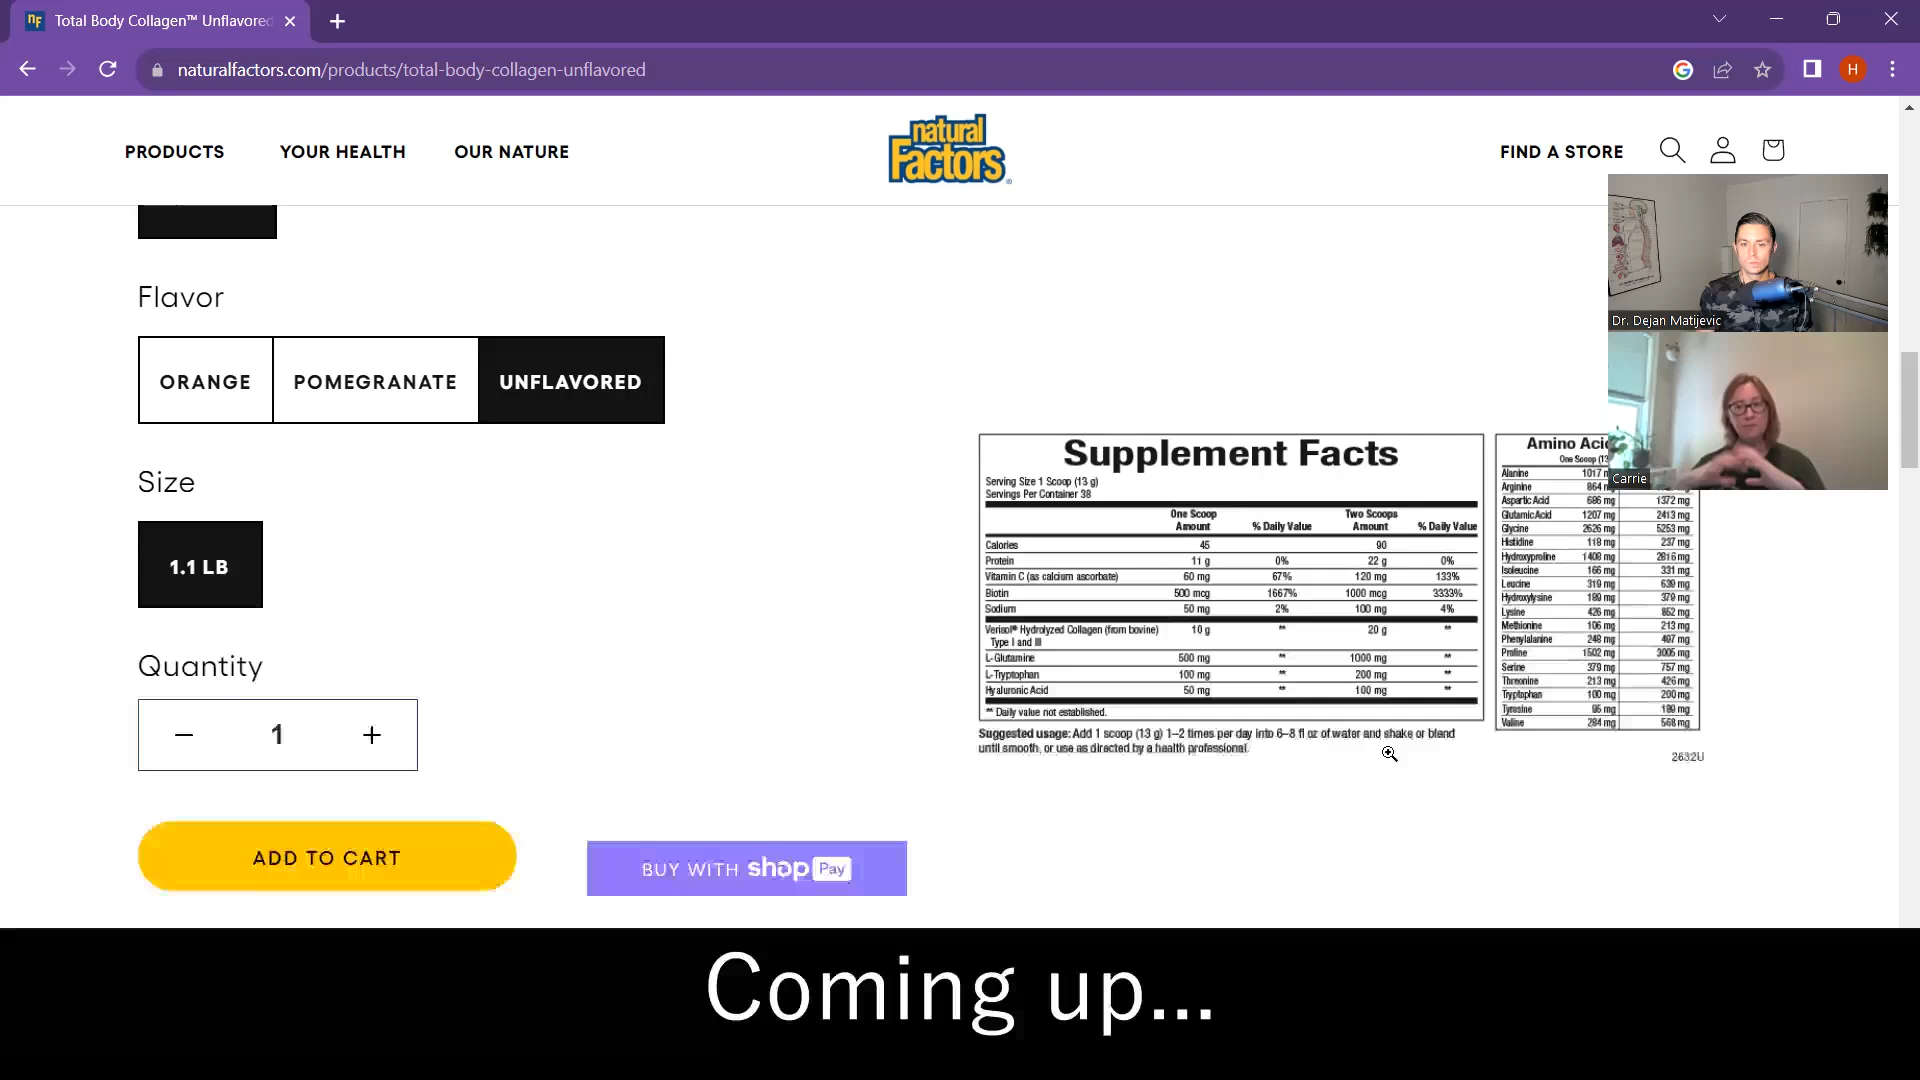 Total Body Collagen™ Unflavored
naturalfactors.com/products/total-body-collagen-unflavored
H
PRODUCTS YOUR HEALTH OUR NATURE
natural
Factors
FIND A STORE
Flavor
ORANGE POMEGRANATE UNFLAVORED
Size
1.1 LB
Quantity
− 1 +
ADD TO CART
BUY WITH shop Pay
Supplement Facts
Serving Size 1 Scoop (13 g)
Servings Per Container 38
One Scoop Amount % Daily Value Two Scoops Amount % Daily Value
Calories 45 90
Protein 11 g 0% 22 g 0%
Vitamin C (as calcium ascorbate) 60 mg 67% 120 mg 133%
Biotin 500 mcg 1667% 1000 mcg 3333%
Sodium 50 mg 2% 100 mg 4%
Verisol® Hydrolyzed Collagen (from bovine) 10 g ** 20 g **
Type I and III
L-Glutamine 500 mg ** 1000 mg **
L-Tryptophan 100 mg ** 200 mg **
Hyaluronic Acid 50 mg ** 100 mg **
** Daily value not established.
Suggested usage: Add 1 scoop (13 g) 1–2 times per day into 6–8 fl oz of water and shake or blend
until smooth, or use as directed by a health professional.
Amino
One Scoop
Alanine 1017
Arginine 864
Aspartic Acid 686 mg 1372 mg
Glutamic Acid 1207 mg 2413 mg
Glycine 2626 mg 5253 mg
Histidine 118 mg 237 mg
Hydroxyproline 1408 mg 2816 mg
Isoleucine 166 mg 331 mg
Leucine 319 mg 639 mg
Hydroxylysine 189 mg 379 mg
Lysine 426 mg 852 mg
Methionine 106 mg 213 mg
Phenylalanine 248 mg 497 mg
Proline 1502 mg 3005 mg
Serine 379 mg 757 mg
Threonine 213 mg 426 mg
Tryptophan 100 mg 200 mg
Tyrosine 95 mg 189 mg
Valine 284 mg 568 mg
2632U
Dr. Dejan Matijevic
Carrie
Coming up...